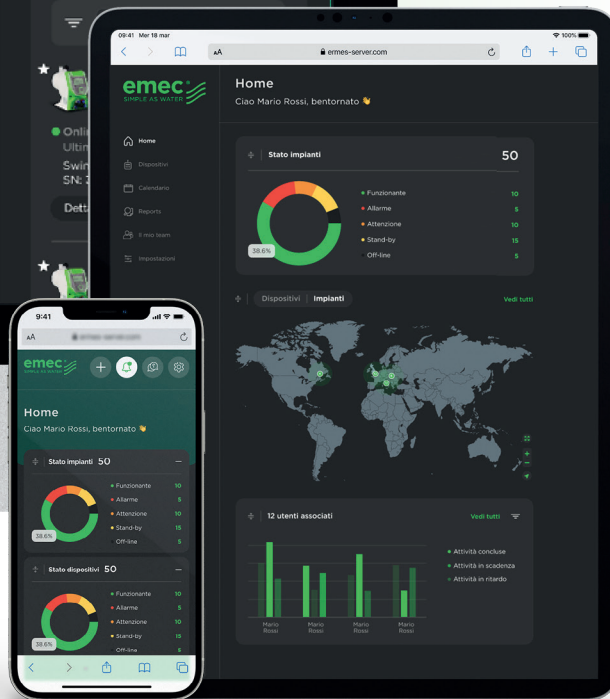 Onli
Ultim
Swin
SN:
Dett
09:41 Mer 18 mar
100%
AA
ermes-server.com
emec
SIMPLE AS WATER
Home
Dispositivi
Calendario
Reports
Il mio team
Impostazioni
Home
Ciao Mario Rossi, bentornato 👋
Stato impianti 50
38.6%
Funzionante 10
Allarme 5
Attenzione 10
Stand-by 15
Off-line 5
Dispositivi | Impianti
Vedi tutti
12 utenti associati
Vedi tutti
Attività concluse
Attività in scadenza
Attività in ritardo
Mario Rossi
Mario Rossi
Mario Rossi
Mario Rossi
9:41
AA
ermes-server.com
emec
SIMPLE AS WATER
Home
Ciao Mario Rossi, bentornato 👋
Stato impianti 50
38.6%
Funzionante 10
Allarme 5
Attenzione 10
Stand-by 15
Off-line 5
Stato dispositivi 50
38.6%
Funzionante 10
Allarme 5
Attenzione 10
Stand-by 15
Off-line 5